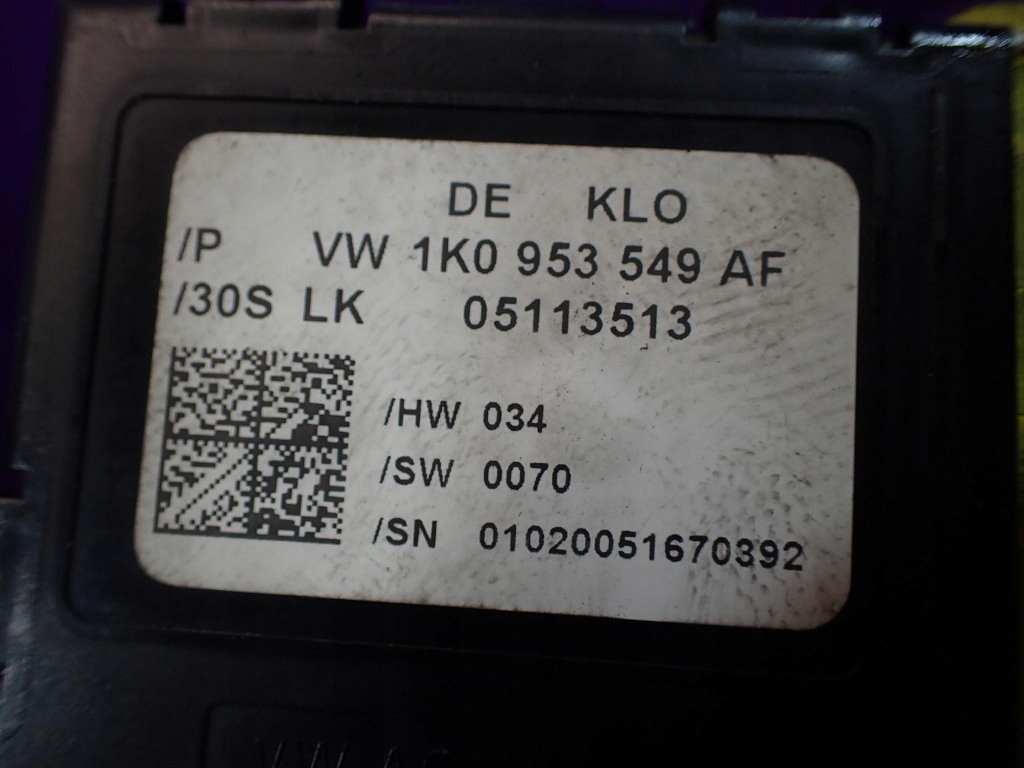 DE KLO
/P VW 1K0 953 549 AF
/30S LK 05113513
/HW 034
/SW 0070
/SN 01020051670392